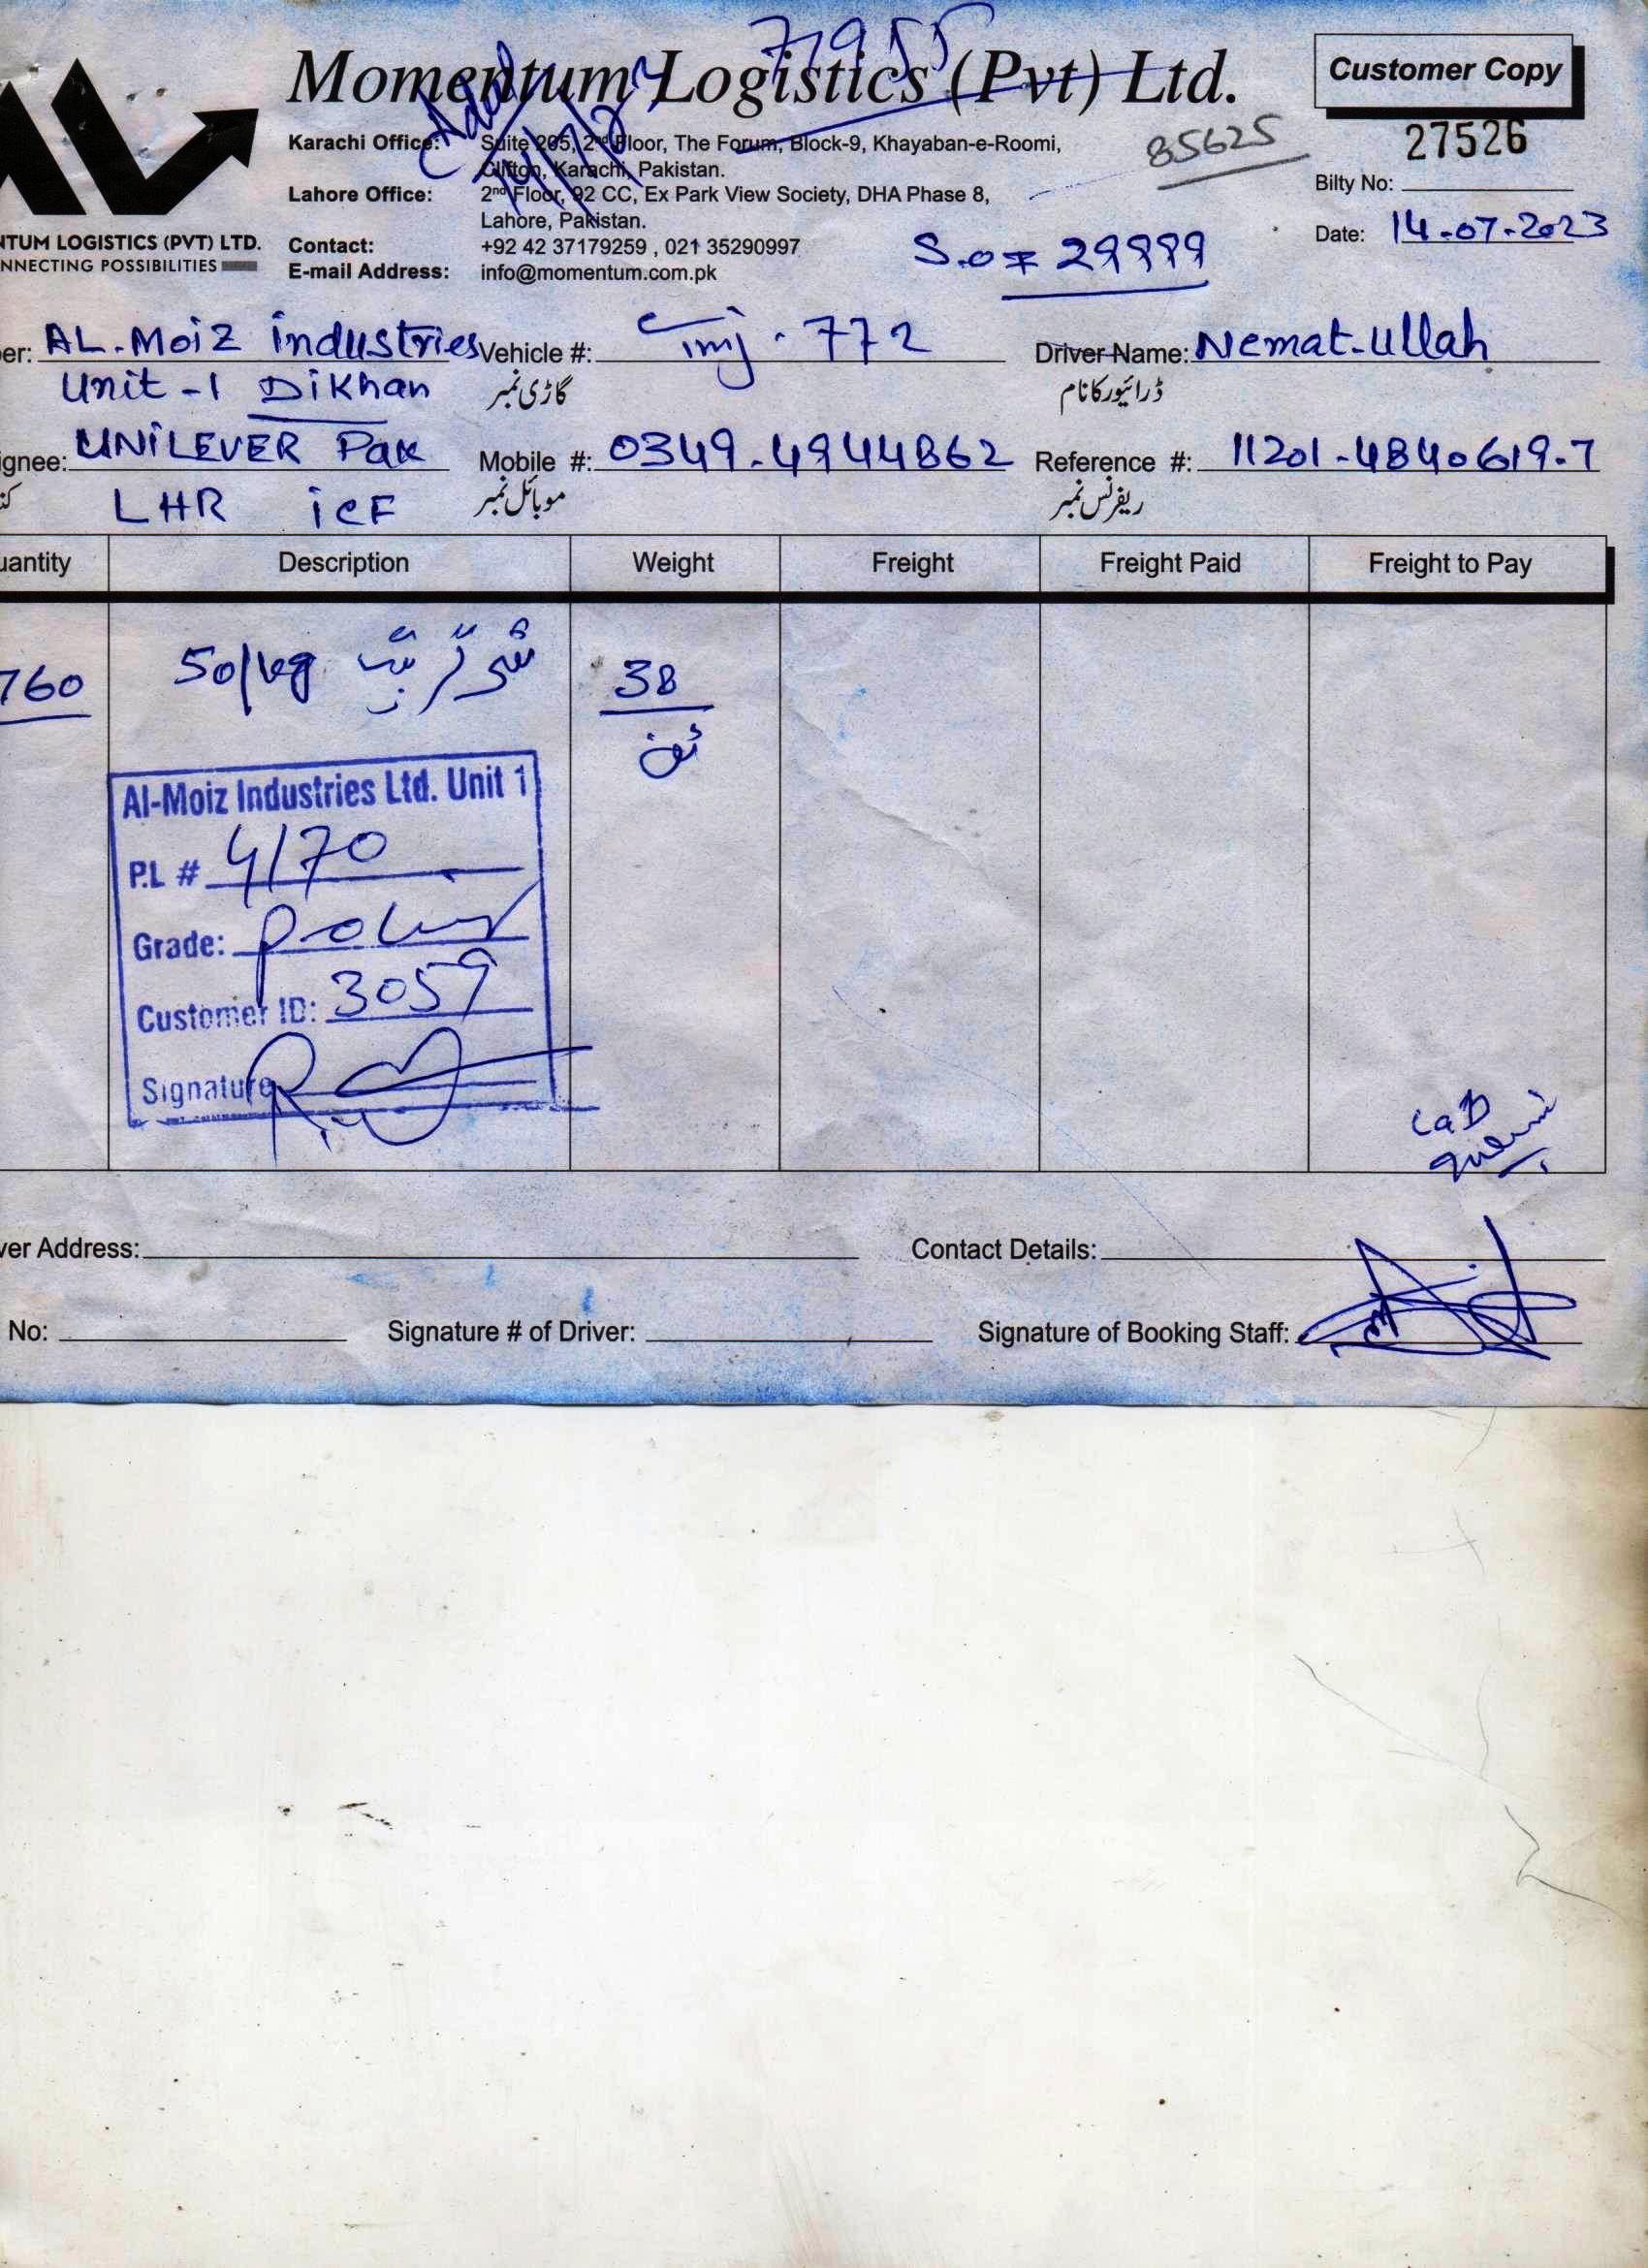 77955
Momentum Logistics (Pvt) Ltd.
Customer Copy
27526
85625
Karachi Office: Suite 205, 2nd Floor, The Forum, Block-9, Khayaban-e-Roomi,
Clifton, Karachi, Pakistan.
Lahore Office: 2nd Floor, 92 CC, Ex Park View Society, DHA Phase 8,
Lahore, Pakistan.
Contact: +92 42 37179259 , 021 35290997
E-mail Address: info@momentum.com.pk
14/7/23
NTUM LOGISTICS (PVT) LTD.
NNECTING POSSIBILITIES
Bilty No:
Date: 14-07-2023
S.O# 29999
er: AL-Moiz industries Vehicle #: Tmj-772 Driver Name: Nemat-ullah
Unit-1 DiKhan گاڑی نمبر ڈرائیور کا نام
ignee: UNiLEVER Pak Mobile #: 0349-4944862 Reference #: 11201-4840619-7
LHR iCF موبائل نمبر ریفرنس نمبر
uantity Description Weight Freight Freight Paid Freight to Pay
760 50/kg 38
ٹن
Al-Moiz Industries Ltd. Unit 1
P.L # 4170
Grade:
Customer ID: 3059
Signature
ver Address: Contact Details:
No: Signature # of Driver: Signature of Booking Staff: